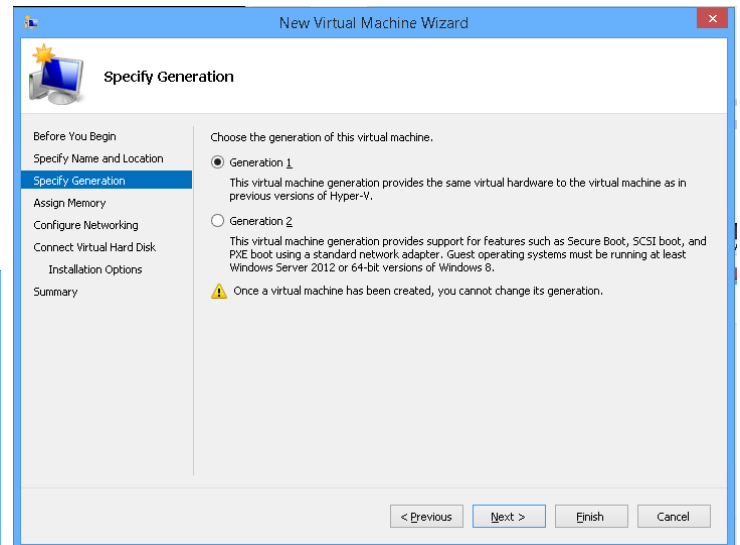 New Virtual Machine Wizard
Specify Generation
Before You Begin
Specify Name and Location
Specify Generation
Assign Memory
Configure Networking
Connect Virtual Hard Disk
Installation Options
Summary
Choose the generation of this virtual machine.
Generation 1
This virtual machine generation provides the same virtual hardware to the virtual machine as in
previous versions of Hyper-V.
Generation 2
This virtual machine generation provides support for features such as Secure Boot, SCSI boot, and
PXE boot using a standard network adapter. Guest operating systems must be running at least
Windows Server 2012 or 64-bit versions of Windows 8.
Once a virtual machine has been created, you cannot change its generation.
< Previous
Next >
Finish
Cancel